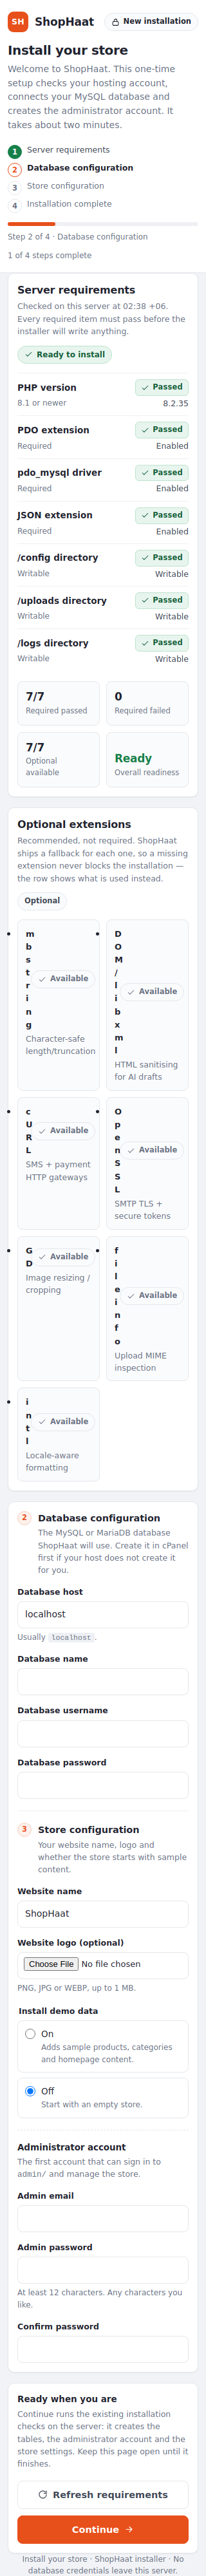 SH ShopHaat New installation
Install your store
Welcome to ShopHaat. This one-time
setup checks your hosting account,
connects your MySQL database and
creates the administrator account. It
takes about two minutes.
1 Server requirements
2 Database configuration
3 Store configuration
4 Installation complete
Step 2 of 4 · Database configuration
1 of 4 steps complete
Server requirements
Checked on this server at 02:38 +06.
Every required item must pass before the
installer will write anything.
Ready to install
PHP version Passed
8.1 or newer 8.2.35
PDO extension Passed
Required Enabled
pdo_mysql driver Passed
Required Enabled
JSON extension Passed
Required Enabled
/config directory Passed
Writable Writable
/uploads directory Passed
Writable Writable
/logs directory Passed
Writable Writable
7/7
Required passed
0
Required failed
7/7
Optional
available
Ready
Overall readiness
Optional extensions
Recommended, not required. ShopHaat
ships a fallback for each one, so a missing
extension never blocks the installation —
the row shows what is used instead.
Optional
mbstring Available
Character-safe
length/truncation
DOM/libxml Available
HTML sanitising
for AI drafts
cURL Available
SMS + payment
HTTP gateways
OpenSSL Available
SMTP TLS +
secure tokens
GD Available
Image resizing /
cropping
fileinfo Available
Upload MIME
inspection
intl Available
Locale-aware
formatting
2 Database configuration
The MySQL or MariaDB database
ShopHaat will use. Create it in cPanel
first if your host does not create it
for you.
Database host
localhost
Usually localhost.
Database name
Database username
Database password
3 Store configuration
Your website name, logo and
whether the store starts with sample
content.
Website name
ShopHaat
Website logo (optional)
Choose File No file chosen
PNG, JPG or WEBP, up to 1 MB.
Install demo data
On
Adds sample products, categories
and homepage content.
Off
Start with an empty store.
Administrator account
The first account that can sign in to
admin/ and manage the store.
Admin email
Admin password
At least 12 characters. Any characters you
like.
Confirm password
Ready when you are
Continue runs the existing installation
checks on the server: it creates the
tables, the administrator account and the
store settings. Keep this page open until it
finishes.
Refresh requirements
Continue
Install your store · ShopHaat installer · No
database credentials leave this server.